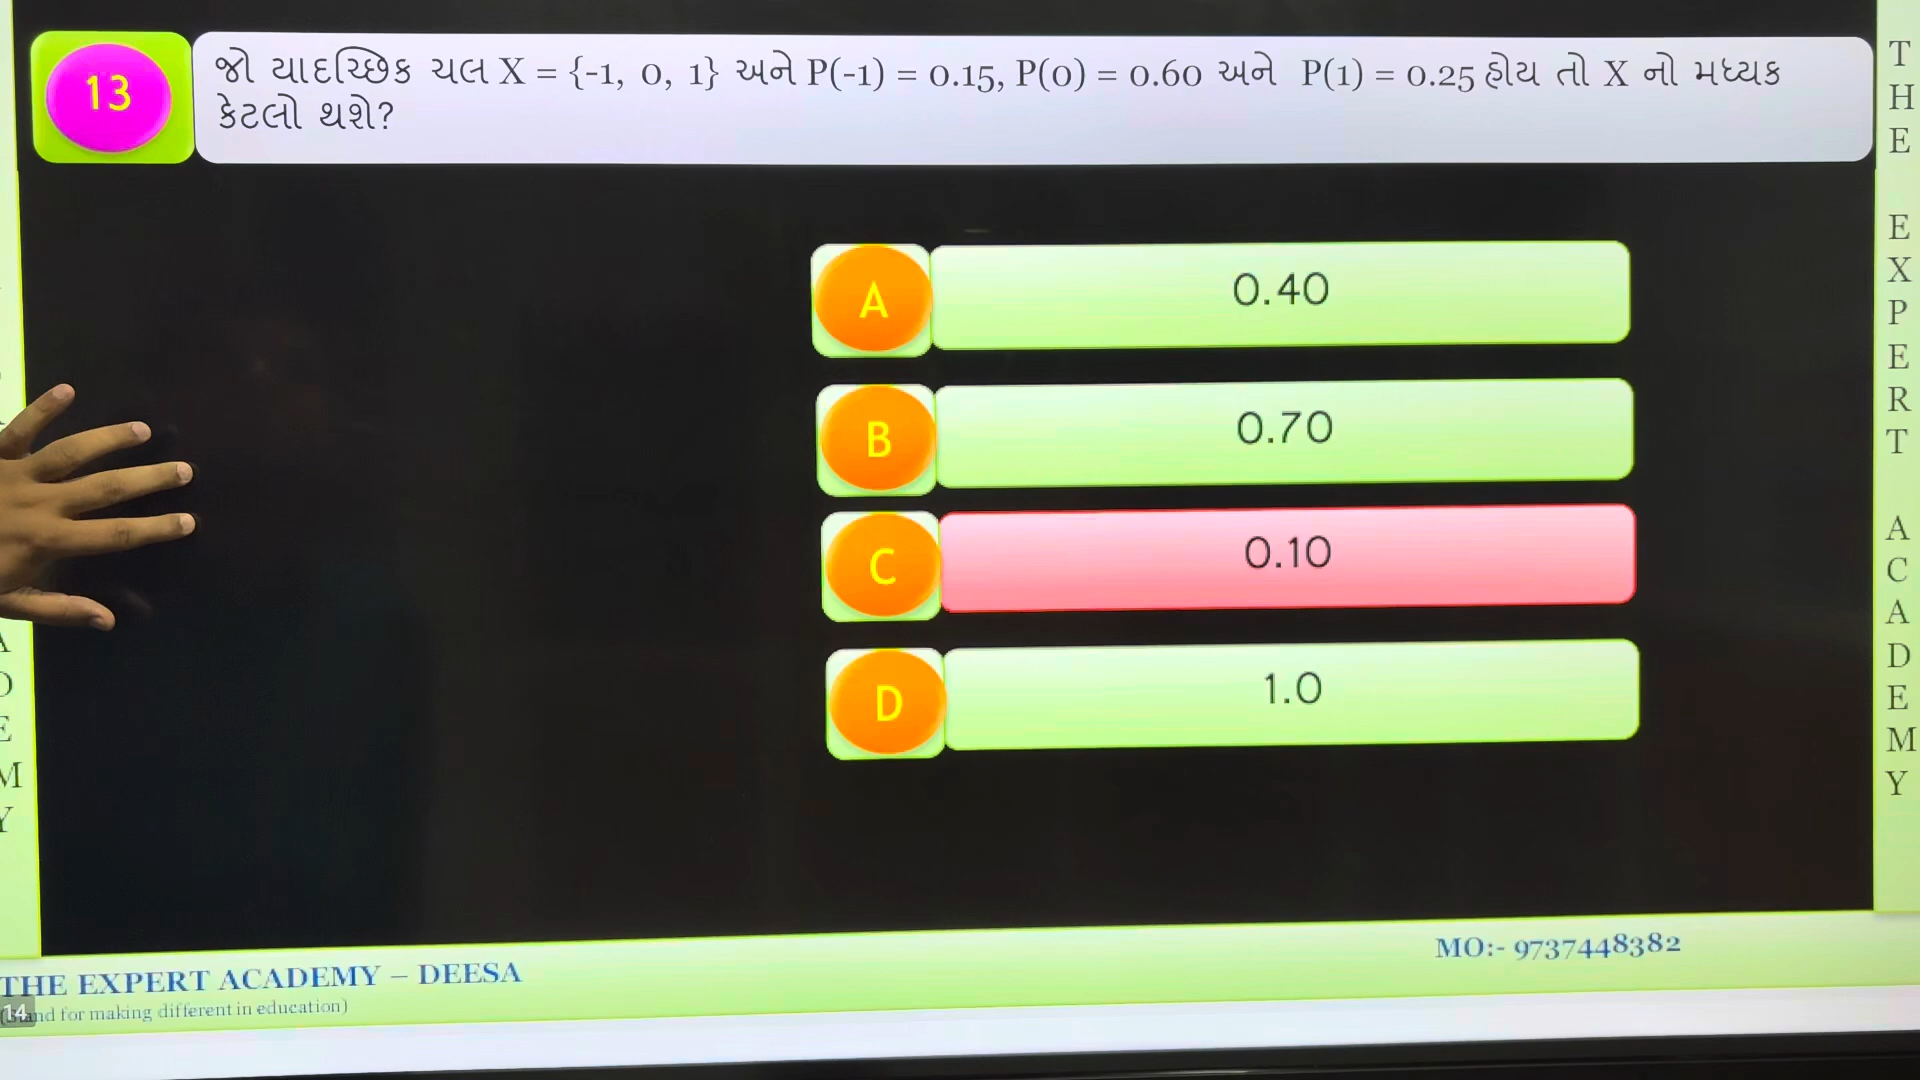 13
જો યાદચ્છિક ચલ X = {-1, 0, 1} અને P(-1) = 0.15, P(0) = 0.60 અને P(1) = 0.25 હોય તો X નો મધ્યક
કેટલો થશે?
A
0.40
B
0.70
C
0.10
D
1.0
THE EXPERT ACADEMY
MO:- 9737448382
THE EXPERT ACADEMY – DEESA
14
and for making different in education)